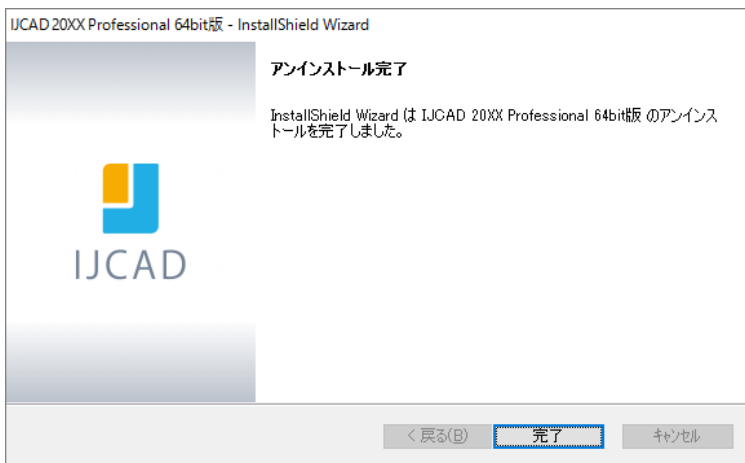 IJCAD 20XX Professional 64bit版 - InstallShield Wizard
アンインストール完了
InstallShield Wizard は IJCAD 20XX Professional 64bit版 のアンインス
トールを完了しました。
IJCAD
< 戻る(B)
完了
キャンセル